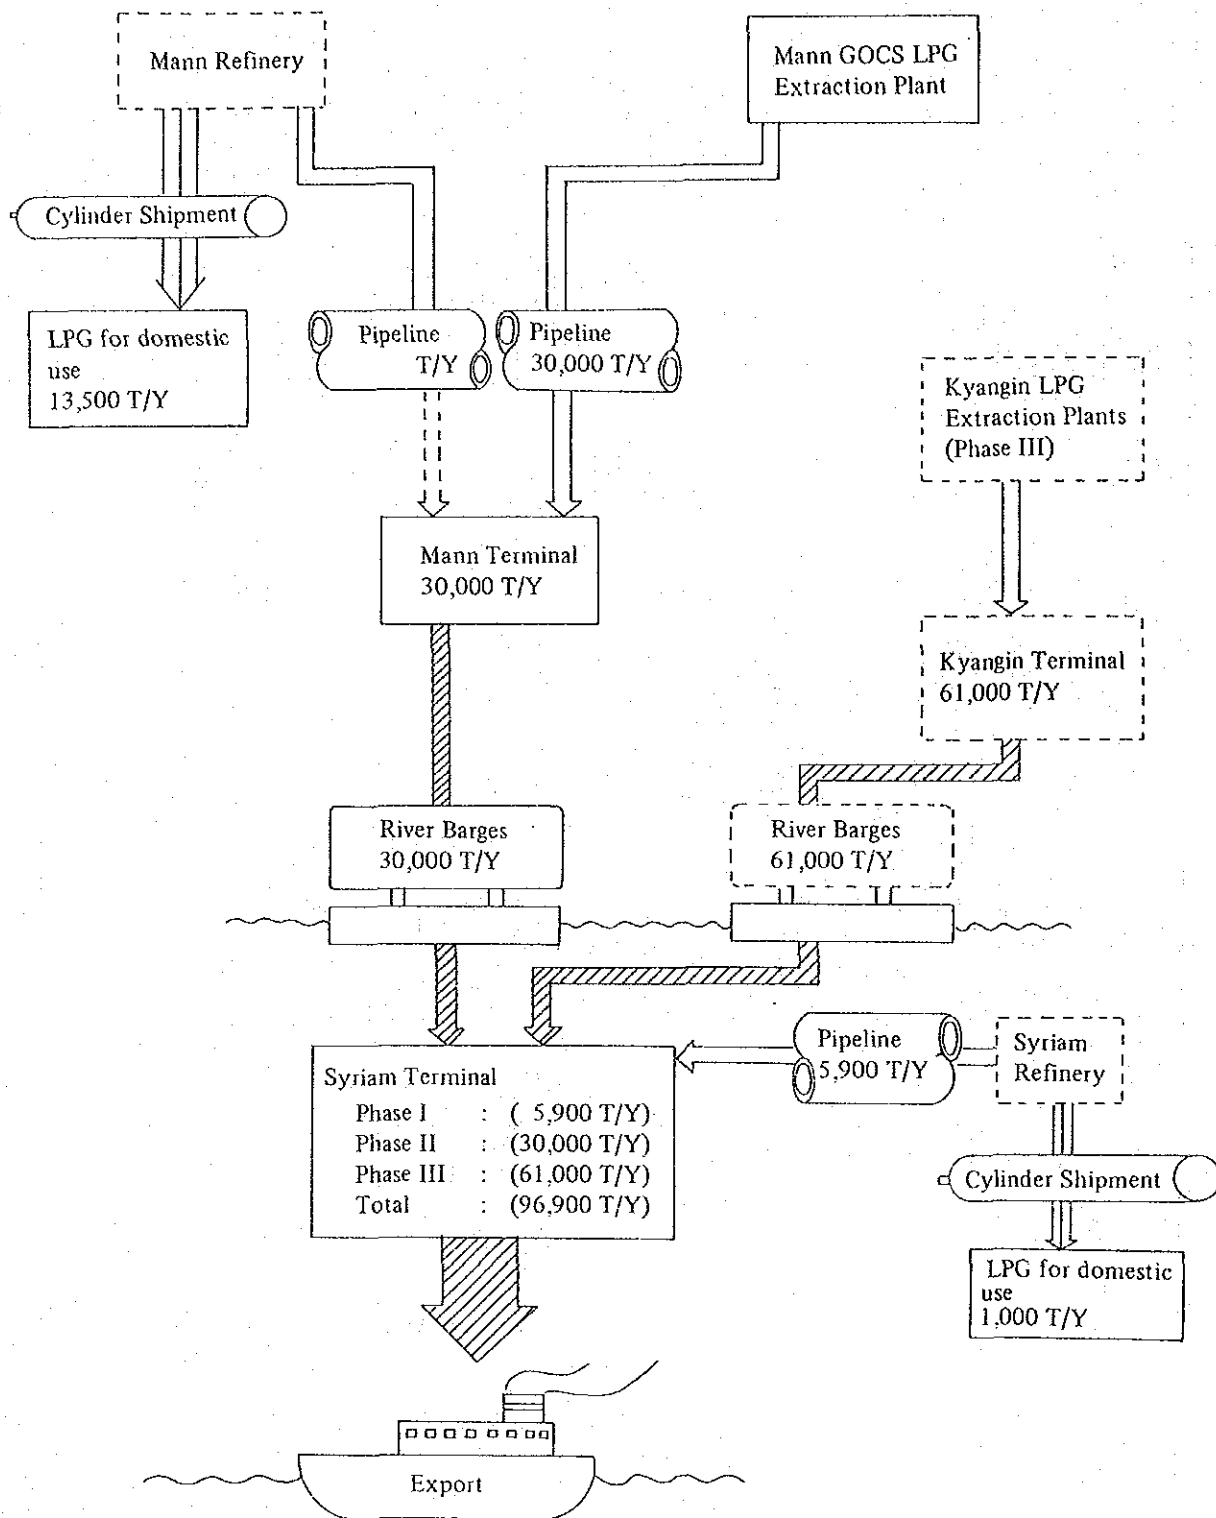 Mann Refinery
Mann GOCS LPG
Extraction Plant
Cylinder Shipment
LPG for domestic
use
13,500 T/Y
Pipeline
T/Y
Pipeline
30,000 T/Y
Kyangin LPG
Extraction Plants
(Phase III)
Mann Terminal
30,000 T/Y
Kyangin Terminal
61,000 T/Y
River Barges
30,000 T/Y
River Barges
61,000 T/Y
Pipeline
5,900 T/Y
Syriam
Refinery
Syriam Terminal
Phase I : ( 5,900 T/Y)
Phase II : (30,000 T/Y)
Phase III : (61,000 T/Y)
Total : (96,900 T/Y)
Cylinder Shipment
LPG for domestic
use
1,000 T/Y
Export